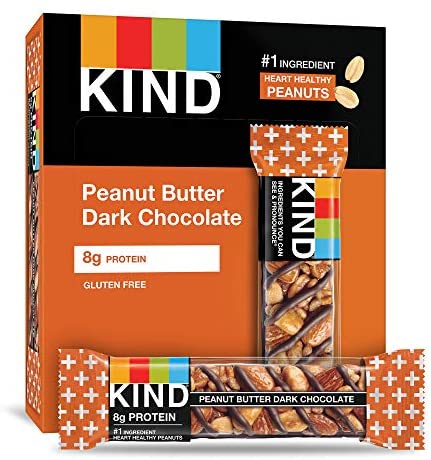 KIND®
#1 INGREDIENT
HEART HEALTHY
PEANUTS
Peanut Butter
Dark Chocolate
8g PROTEIN
GLUTEN FREE
KIND
INGREDIENTS YOU CAN
SEE & PRONOUNCE®
KIND
8g PROTEIN
#1 INGREDIENT
HEART HEALTHY PEANUTS
PEANUT BUTTER DARK CHOCOLATE